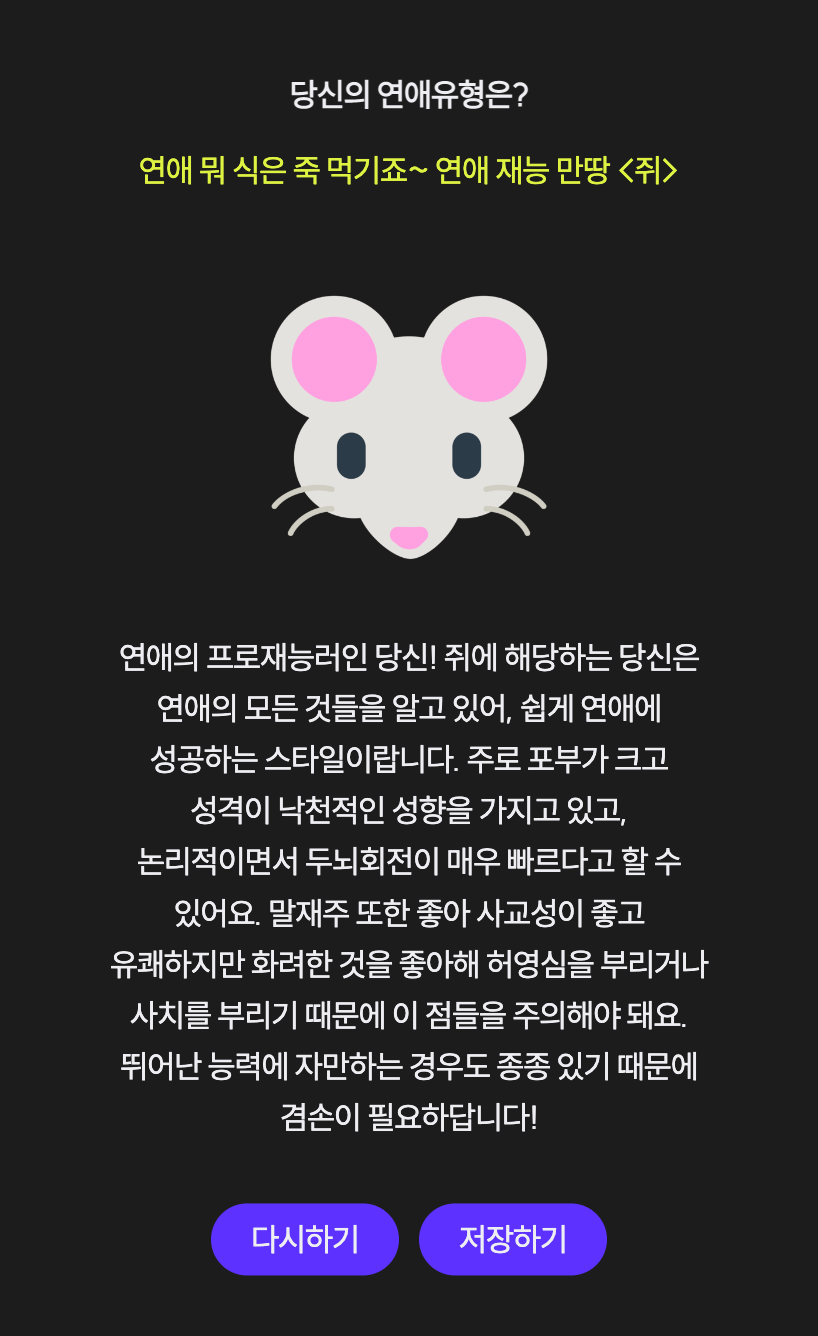 당신의 연애유형은?
연애 뭐 식은 죽 먹기죠~ 연애 재능 만땅 <쥐>
연애의 프로재능러인 당신! 쥐에 해당하는 당신은
연애의 모든 것들을 알고 있어, 쉽게 연애에
성공하는 스타일이랍니다. 주로 포부가 크고
성격이 낙천적인 성향을 가지고 있고,
논리적이면서 두뇌회전이 매우 빠르다고 할 수
있어요. 말재주 또한 좋아 사교성이 좋고
유쾌하지만 화려한 것을 좋아해 허영심을 부리거나
사치를 부리기 때문에 이 점들을 주의해야 돼요.
뛰어난 능력에 자만하는 경우도 종종 있기 때문에
겸손이 필요하답니다!
다시하기
저장하기